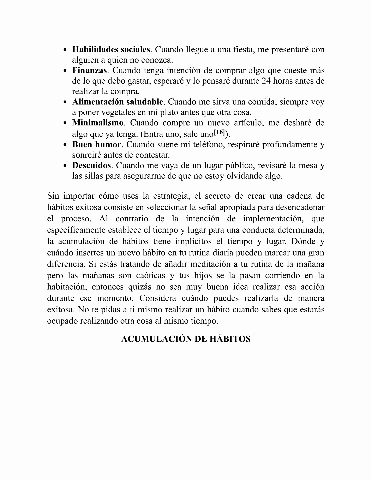 • Habilidades sociales. Cuando llegue a una fiesta, me presentaré con
alguien a quien no conozca.
• Finanzas. Cuando tenga intención de comprar algo que cueste más
de lo que debo gastar, esperaré y lo pensaré durante 24 horas antes de
realizar la compra.
• Alimentación saludable. Cuando me sirva una comida, siempre voy
a poner vegetales en mi plato antes que otra cosa.
• Minimalismo. Cuando compre un nuevo artículo, me desharé de
algo que ya tenga. (Entra uno, sale uno[16]).
• Buen humor. Cuando suene mi teléfono, respiraré profundamente y
sonreiré antes de contestar.
• Descuidos. Cuando me vaya de un lugar público, revisaré la mesa y
las sillas para asegurarme de que no estoy olvidando algo.
Sin importar cómo uses la estrategia, el secreto de crear una cadena de
hábitos exitosa consiste en seleccionar la señal apropiada para desencadenar
el proceso. Al contrario de la intención de implementación, que
específicamente establece el tiempo y lugar para una conducta determinada,
la acumulación de hábitos tiene implícitos el tiempo y lugar. Dónde y
cuándo insertes un nuevo hábito en tu rutina diaria pueden marcar una gran
diferencia. Si estás tratando de añadir meditación a tu rutina de la mañana
pero las mañanas son caóticas y tus hijos se la pasan corriendo en la
habitación, entonces quizás no sea muy buena idea realizar esa acción
durante ese momento. Considera cuándo puedes realizarla de manera
exitosa. No te pidas a ti mismo realizar un hábito cuando sabes que estarás
ocupado realizando otra cosa al mismo tiempo.
ACUMULACIÓN DE HÁBITOS